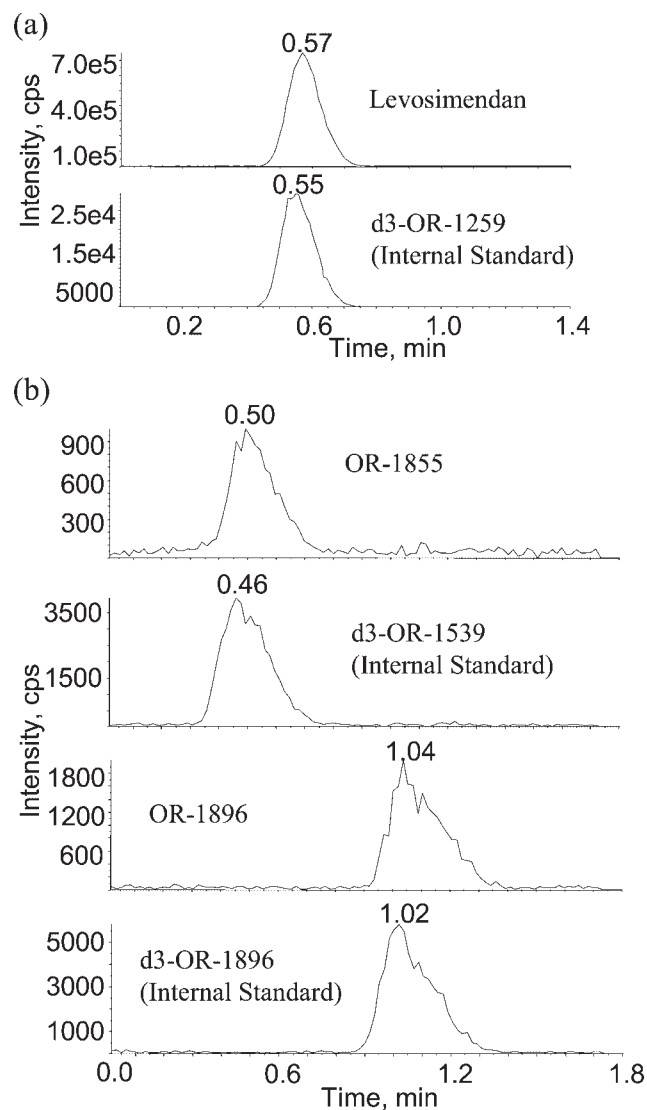 (a)
0.57
7.0e5
4.0e5
1.0e5
Levosimendan
Intensity, cps
0.55
2.5e4
1.5e4
5000
d3-OR-1259
(Internal Standard)
0.2 0.6 1.0 1.4
Time, min
(b)
0.50
900
600
300
OR-1855
0.46
3500
1500
d3-OR-1539
(Internal Standard)
Intensity, cps
1.04
1800
1200
600
OR-1896
1.02
5000
3000
1000
d3-OR-1896
(Internal Standard)
0.0 0.6 1.2 1.8
Time, min